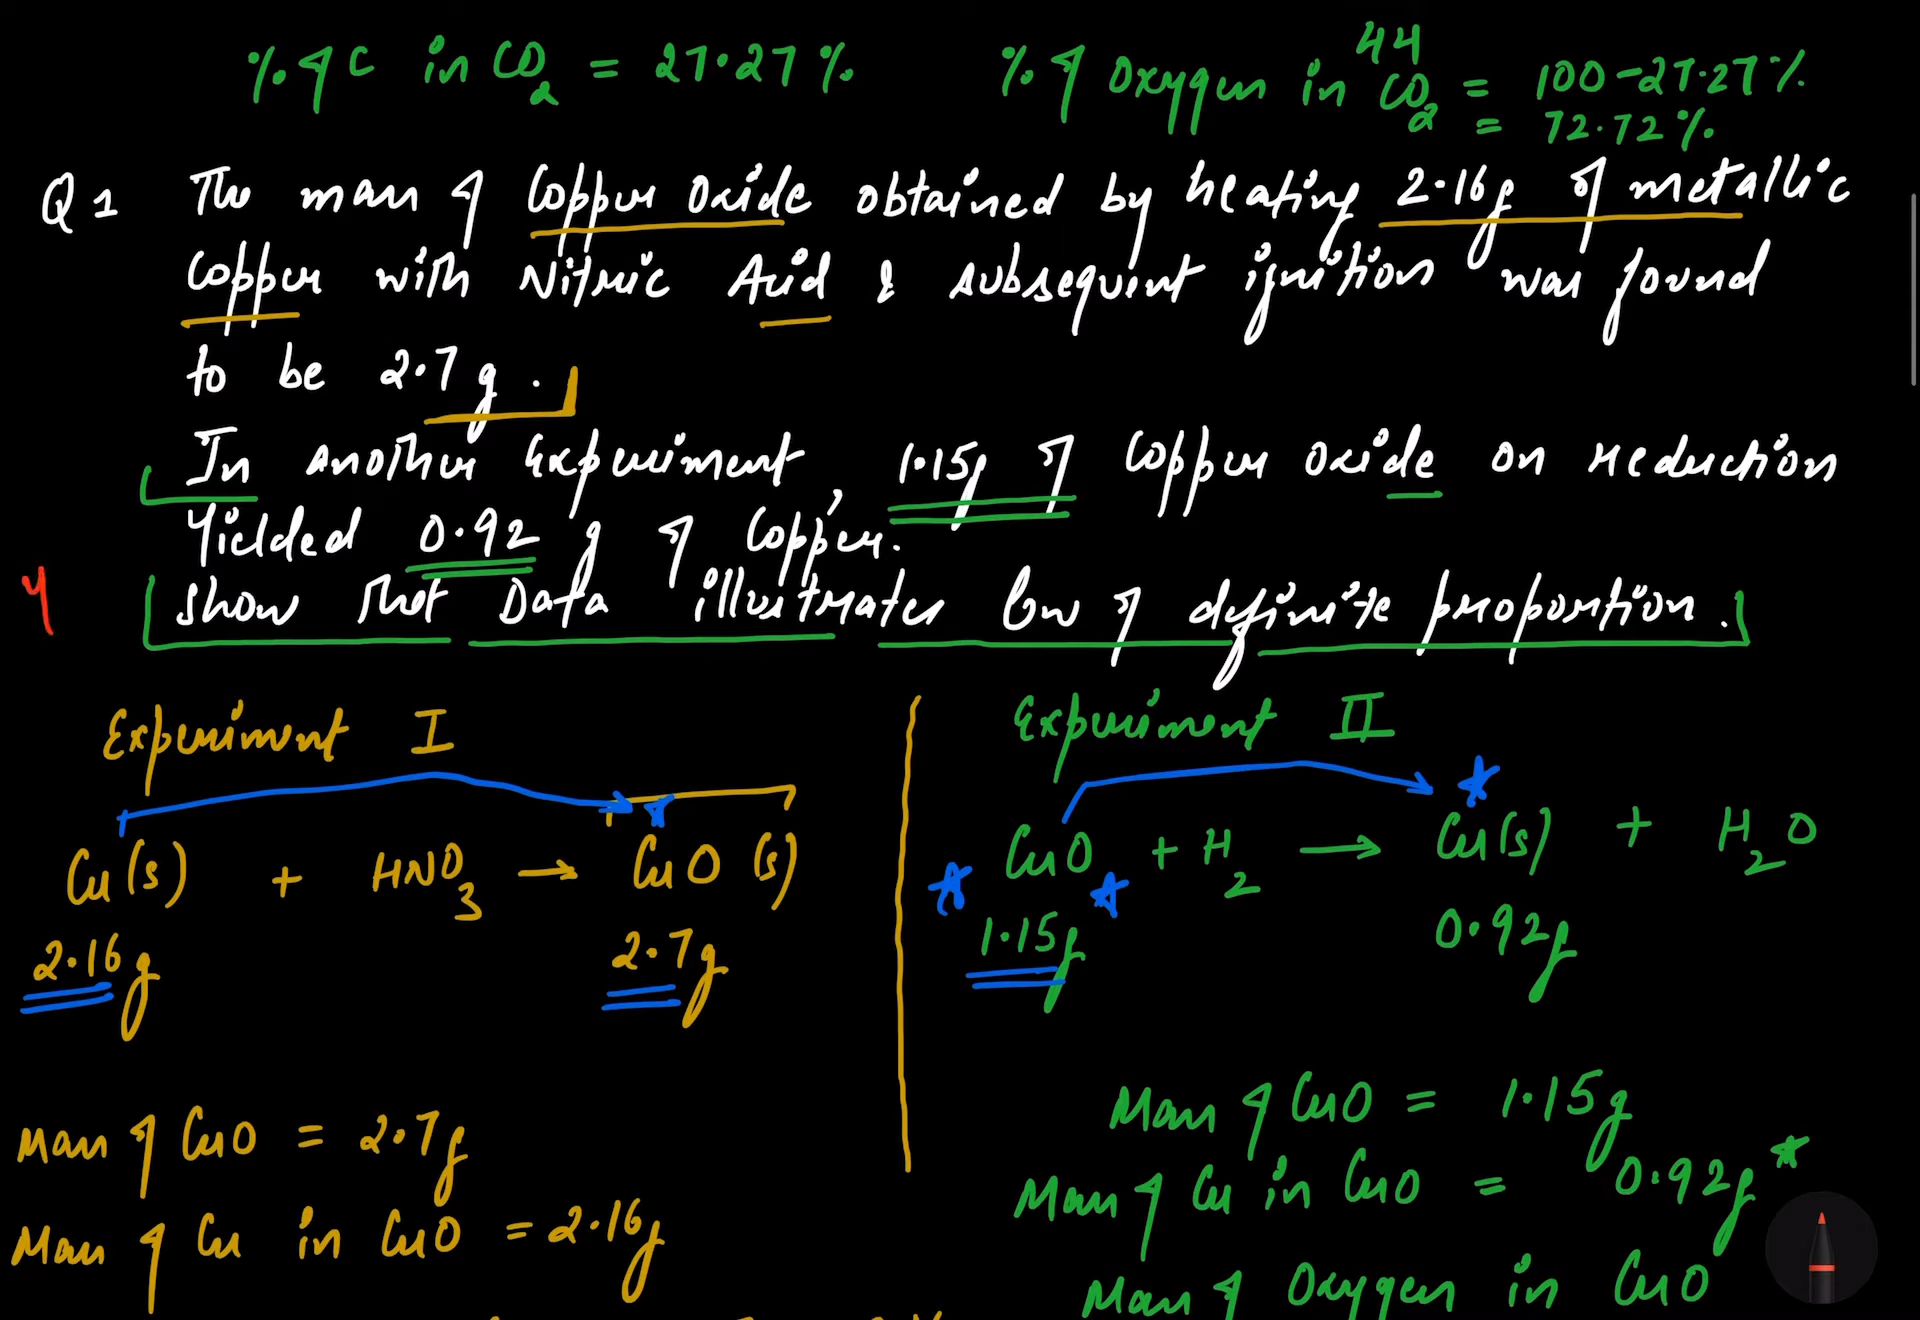 % of C in CO2 = 27.27 %
% of Oxygen in CO2 = 100 - 27.27 %
44
= 72.72 %.
Q1 The mass of Copper Oxide obtained by heating 2.16g of metallic
Copper with Nitric Acid & subsequent ignition was found
to be 2.7 g.
In another Experiment, 1.15g of Copper oxide on reduction
Yielded 0.92 g of Copper.
show that Data illustrates law of definite proportion.
Experiment I
Cu(s) + HNO3 → CuO (s)
2.16 g 2.7g
Mass of CuO = 2.7g
Mass of Cu in CuO = 2.16g
Experiment II
CuO + H2 → Cu(s) + H2O
1.15g 0.92g
Mass of CuO = 1.15g
Mass of Cu in CuO = 0.92g
Mass of Oxygen in CuO